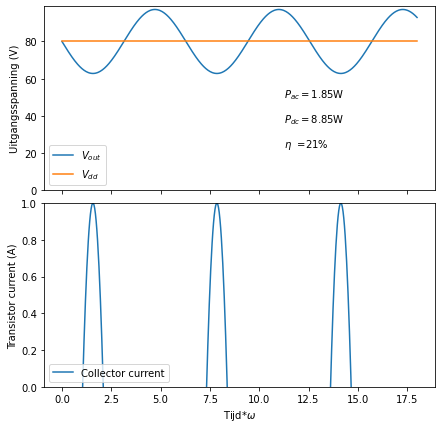 80
60
40
20
0
Uitgangsspanning (V)
P_ac = 1.85W
P_dc = 8.85W
η =21%
V_out
V_dd
1.0
0.8
0.6
0.4
0.2
0.0
Transistor current (A)
Collector current
0.0 2.5 5.0 7.5 10.0 12.5 15.0 17.5
Tijd*ω